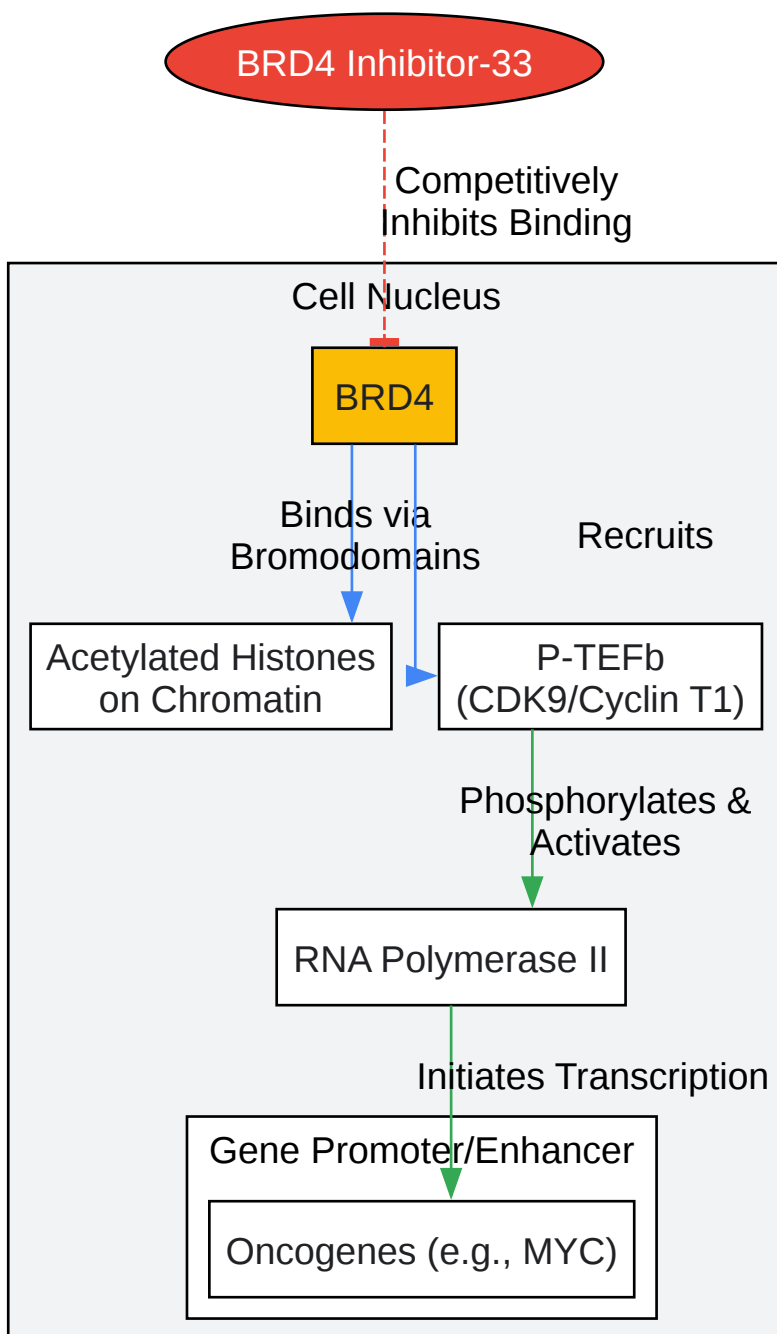 BRD4 Inhibitor-33
Competitively
Inhibits Binding
Cell Nucleus
BRD4
Binds via
Bromodomains
Recruits
Acetylated Histones
on Chromatin
P-TEFb
(CDK9/Cyclin T1)
Phosphorylates &
Activates
RNA Polymerase II
Initiates Transcription
Gene Promoter/Enhancer
Oncogenes (e.g., MYC)